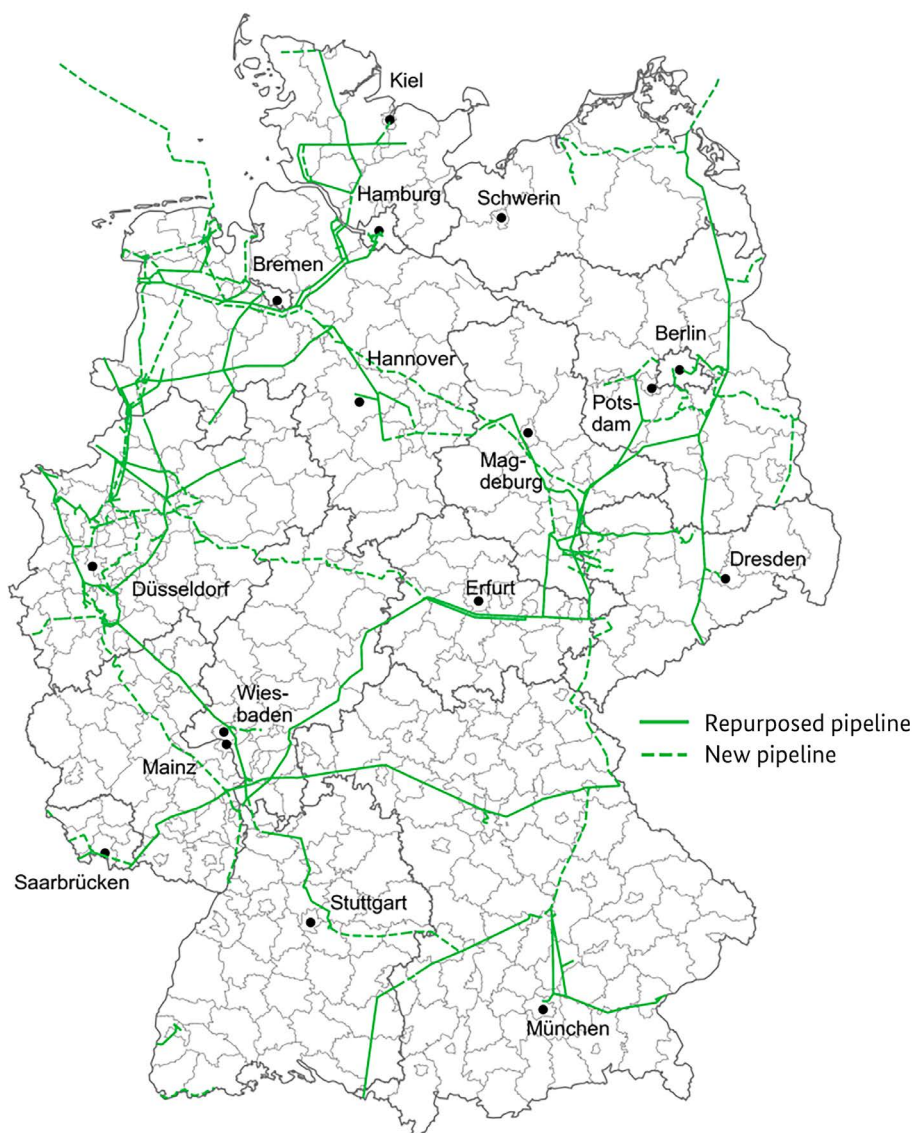 Kiel
Hamburg
Schwerin
Bremen
Berlin
Hannover
Pots-
dam
Mag-
deburg
Dresden
Düsseldorf
Erfurt
Wies-
baden
Repurposed pipeline
New pipeline
Mainz
Saarbrücken
Stuttgart
München